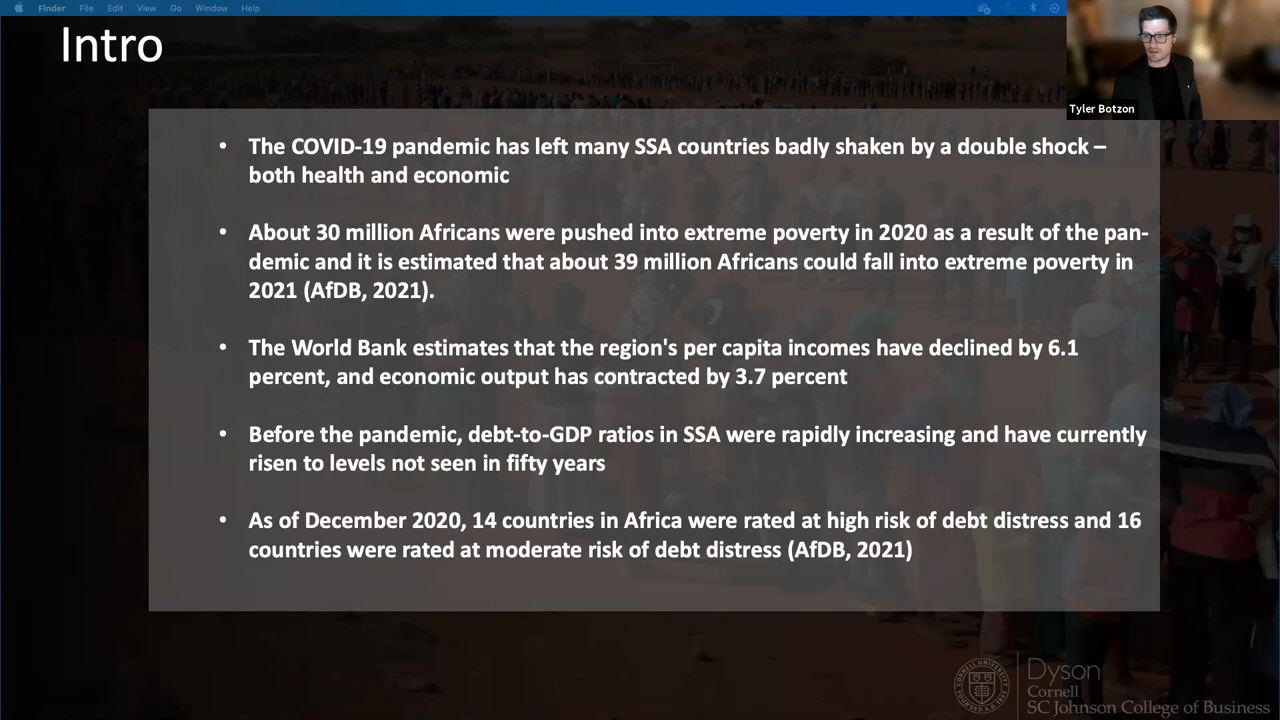 Finder File Edit View Go Window Help
Intro
Tyler Botzon
• The COVID-19 pandemic has left many SSA countries badly shaken by a double shock –
both health and economic
• About 30 million Africans were pushed into extreme poverty in 2020 as a result of the pan-
demic and it is estimated that about 39 million Africans could fall into extreme poverty in
2021 (AfDB, 2021).
• The World Bank estimates that the region's per capita incomes have declined by 6.1
percent, and economic output has contracted by 3.7 percent
• Before the pandemic, debt-to-GDP ratios in SSA were rapidly increasing and have currently
risen to levels not seen in fifty years
• As of December 2020, 14 countries in Africa were rated at high risk of debt distress and 16
countries were rated at moderate risk of debt distress (AfDB, 2021)
Dyson
Cornell
SC Johnson College of Business